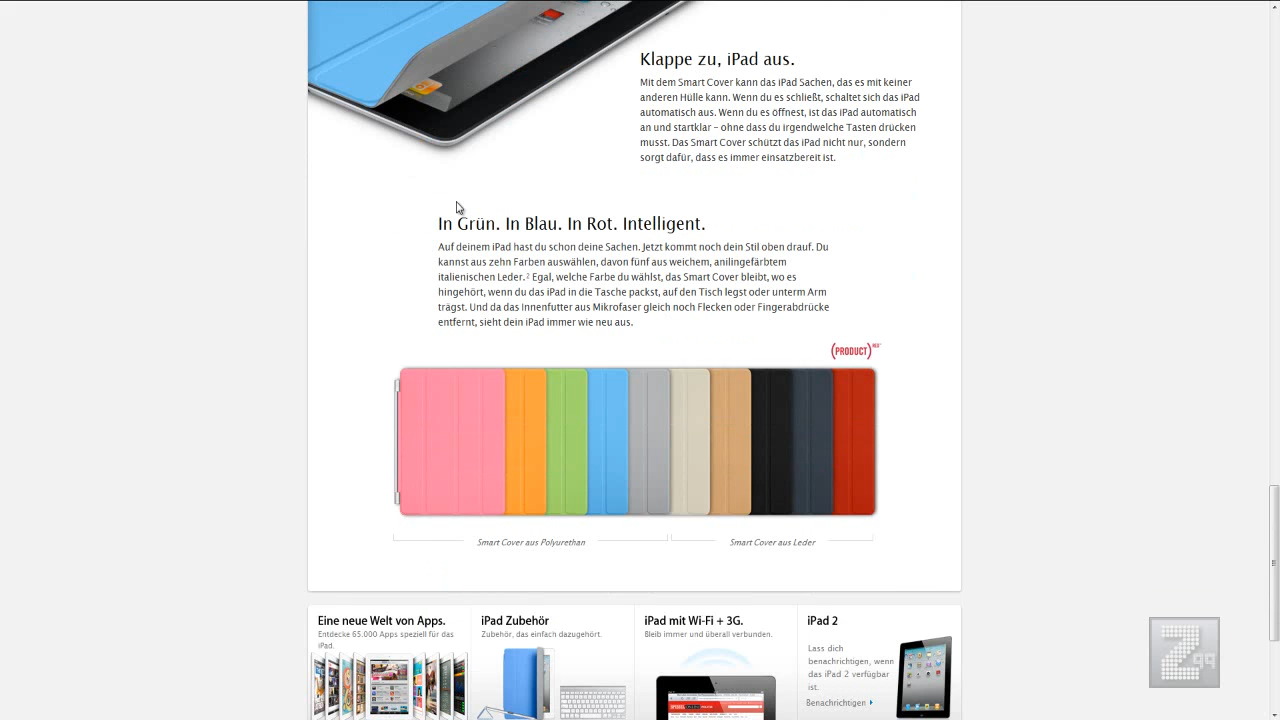 Klappe zu, iPad aus.
Mit dem Smart Cover kann das iPad Sachen, das es mit keiner
anderen Hülle kann. Wenn du es schließt, schaltet sich das iPad
automatisch aus. Wenn du es öffnest, ist das iPad automatisch
an und startklar – ohne dass du irgendwelche Tasten drücken
musst. Das Smart Cover schützt das iPad nicht nur, sondern
sorgt dafür, dass es immer einsatzbereit ist.
In Grün. In Blau. In Rot. Intelligent.
Auf deinem iPad hast du schon deine Sachen. Jetzt kommt noch dein Stil oben drauf. Du
kannst aus zehn Farben auswählen, davon fünf aus weichem, anilingefärbtem
italienischen Leder.² Egal, welche Farbe du wählst, das Smart Cover bleibt, wo es
hingehört, wenn du das iPad in die Tasche packst, auf den Tisch legst oder unterm Arm
trägst. Und da das Innenfutter aus Mikrofaser gleich noch Flecken oder Fingerabdrücke
entfernt, sieht dein iPad immer wie neu aus.
(PRODUCT) RED
Smart Cover aus Polyurethan
Smart Cover aus Leder
Eine neue Welt von Apps.
Entdecke 65.000 Apps speziell für das
iPad.
iPad Zubehör
Zubehör, das einfach dazugehört.
iPad mit Wi-Fi + 3G.
Bleib immer und überall verbunden.
iPad 2
Lass dich
benachrichtigen, wenn
das iPad 2 verfügbar
ist.
Benachrichtigen
Z99